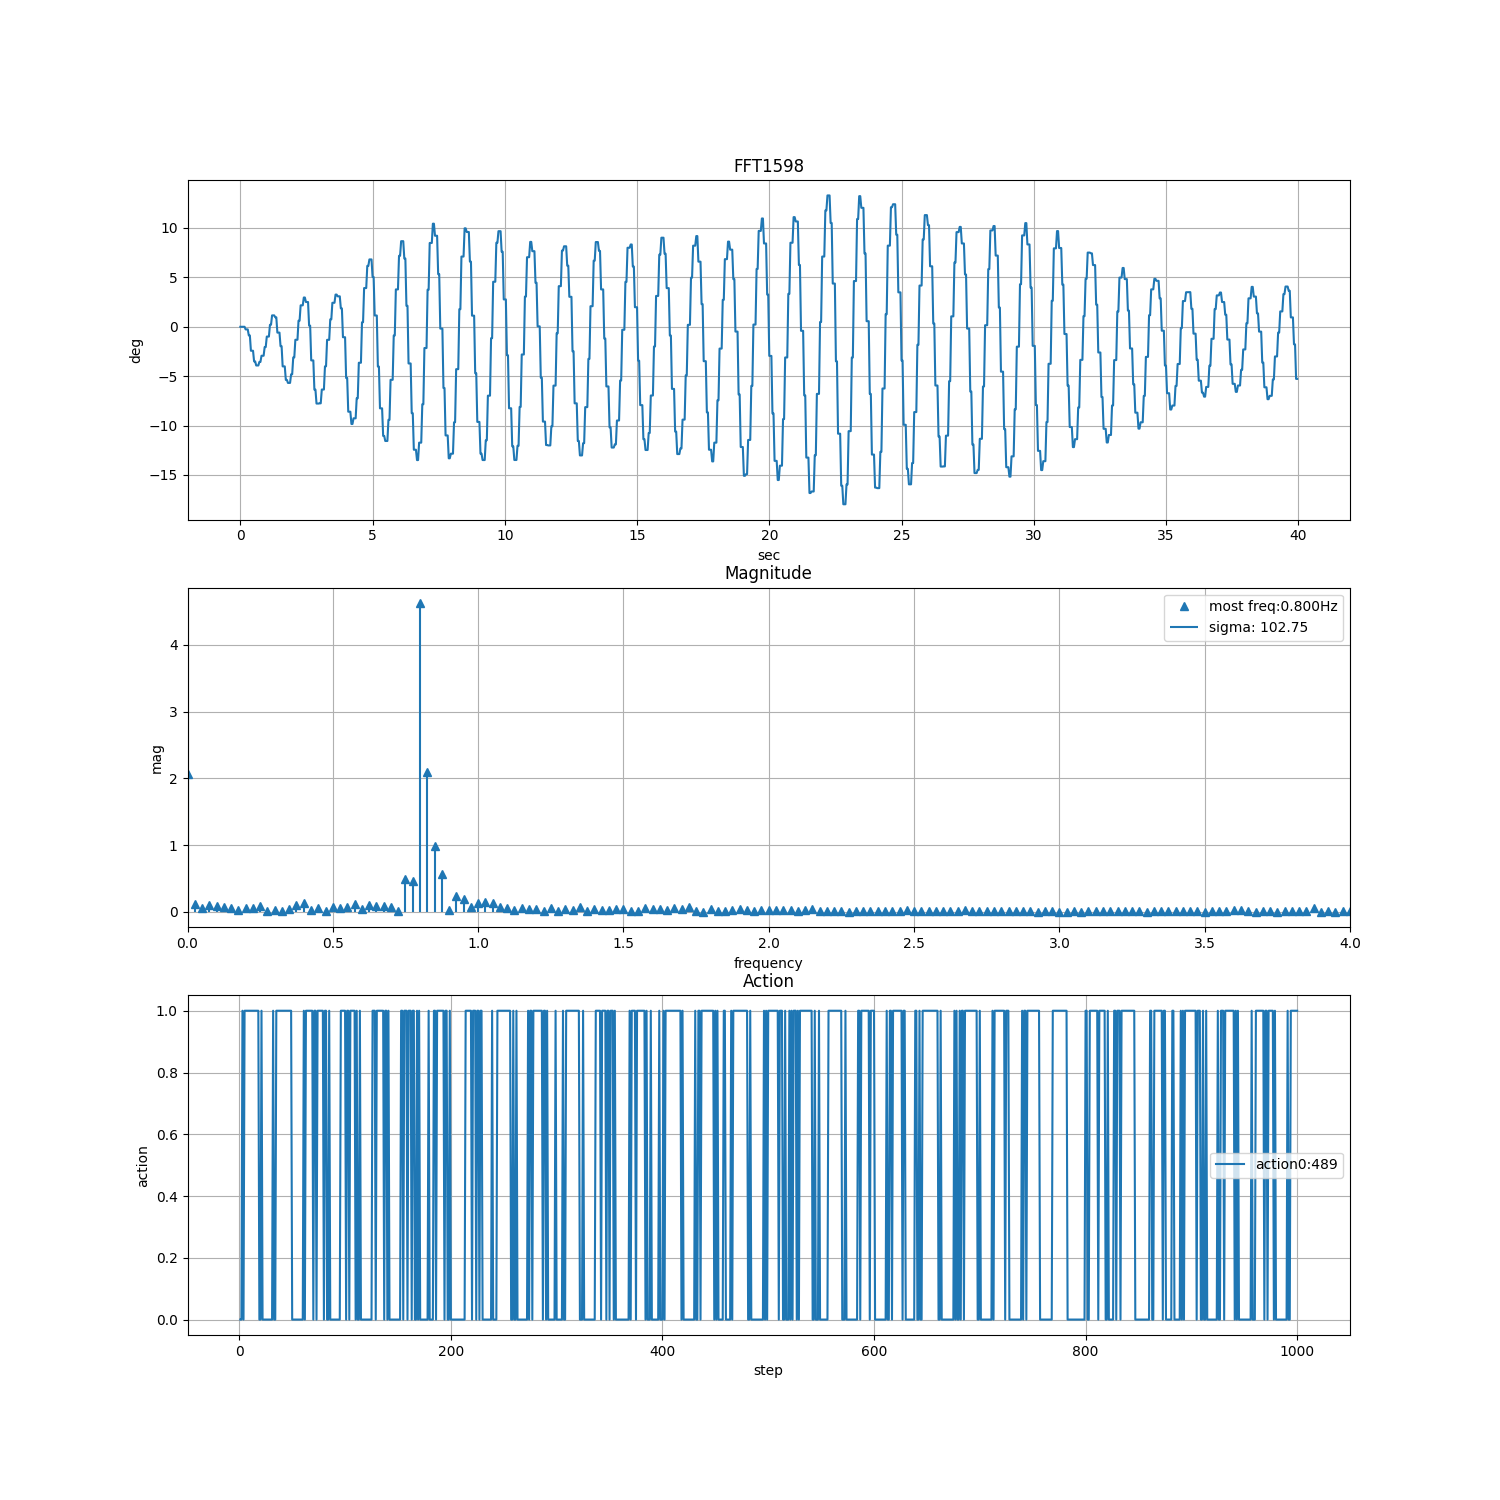 FFT1598
10
5
0
−5
−10
−15
deg
0 5 10 15 20 25 30 35 40
sec
Magnitude
most freq:0.800Hz
sigma: 102.75
4
3
2
1
0
mag
0.0 0.5 1.0 1.5 2.0 2.5 3.0 3.5 4.0
frequency
Action
1.0
0.8
0.6
0.4
0.2
0.0
action
action0:489
0 200 400 600 800 1000
step